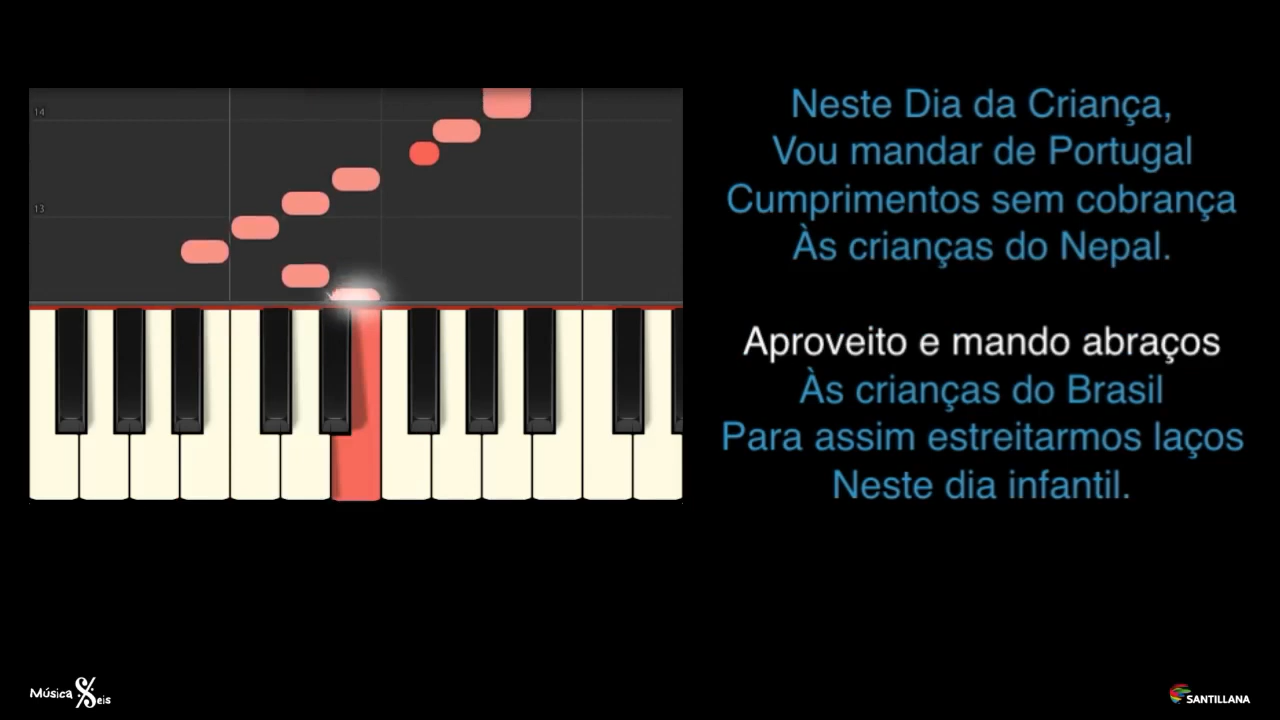 14
13
Neste Dia da Criança,
Vou mandar de Portugal
Cumprimentos sem cobrança
Às crianças do Nepal.
Aproveito e mando abraços
Às crianças do Brasil
Para assim estreitarmos laços
Neste dia infantil.
Música Seis
SANTILLANA